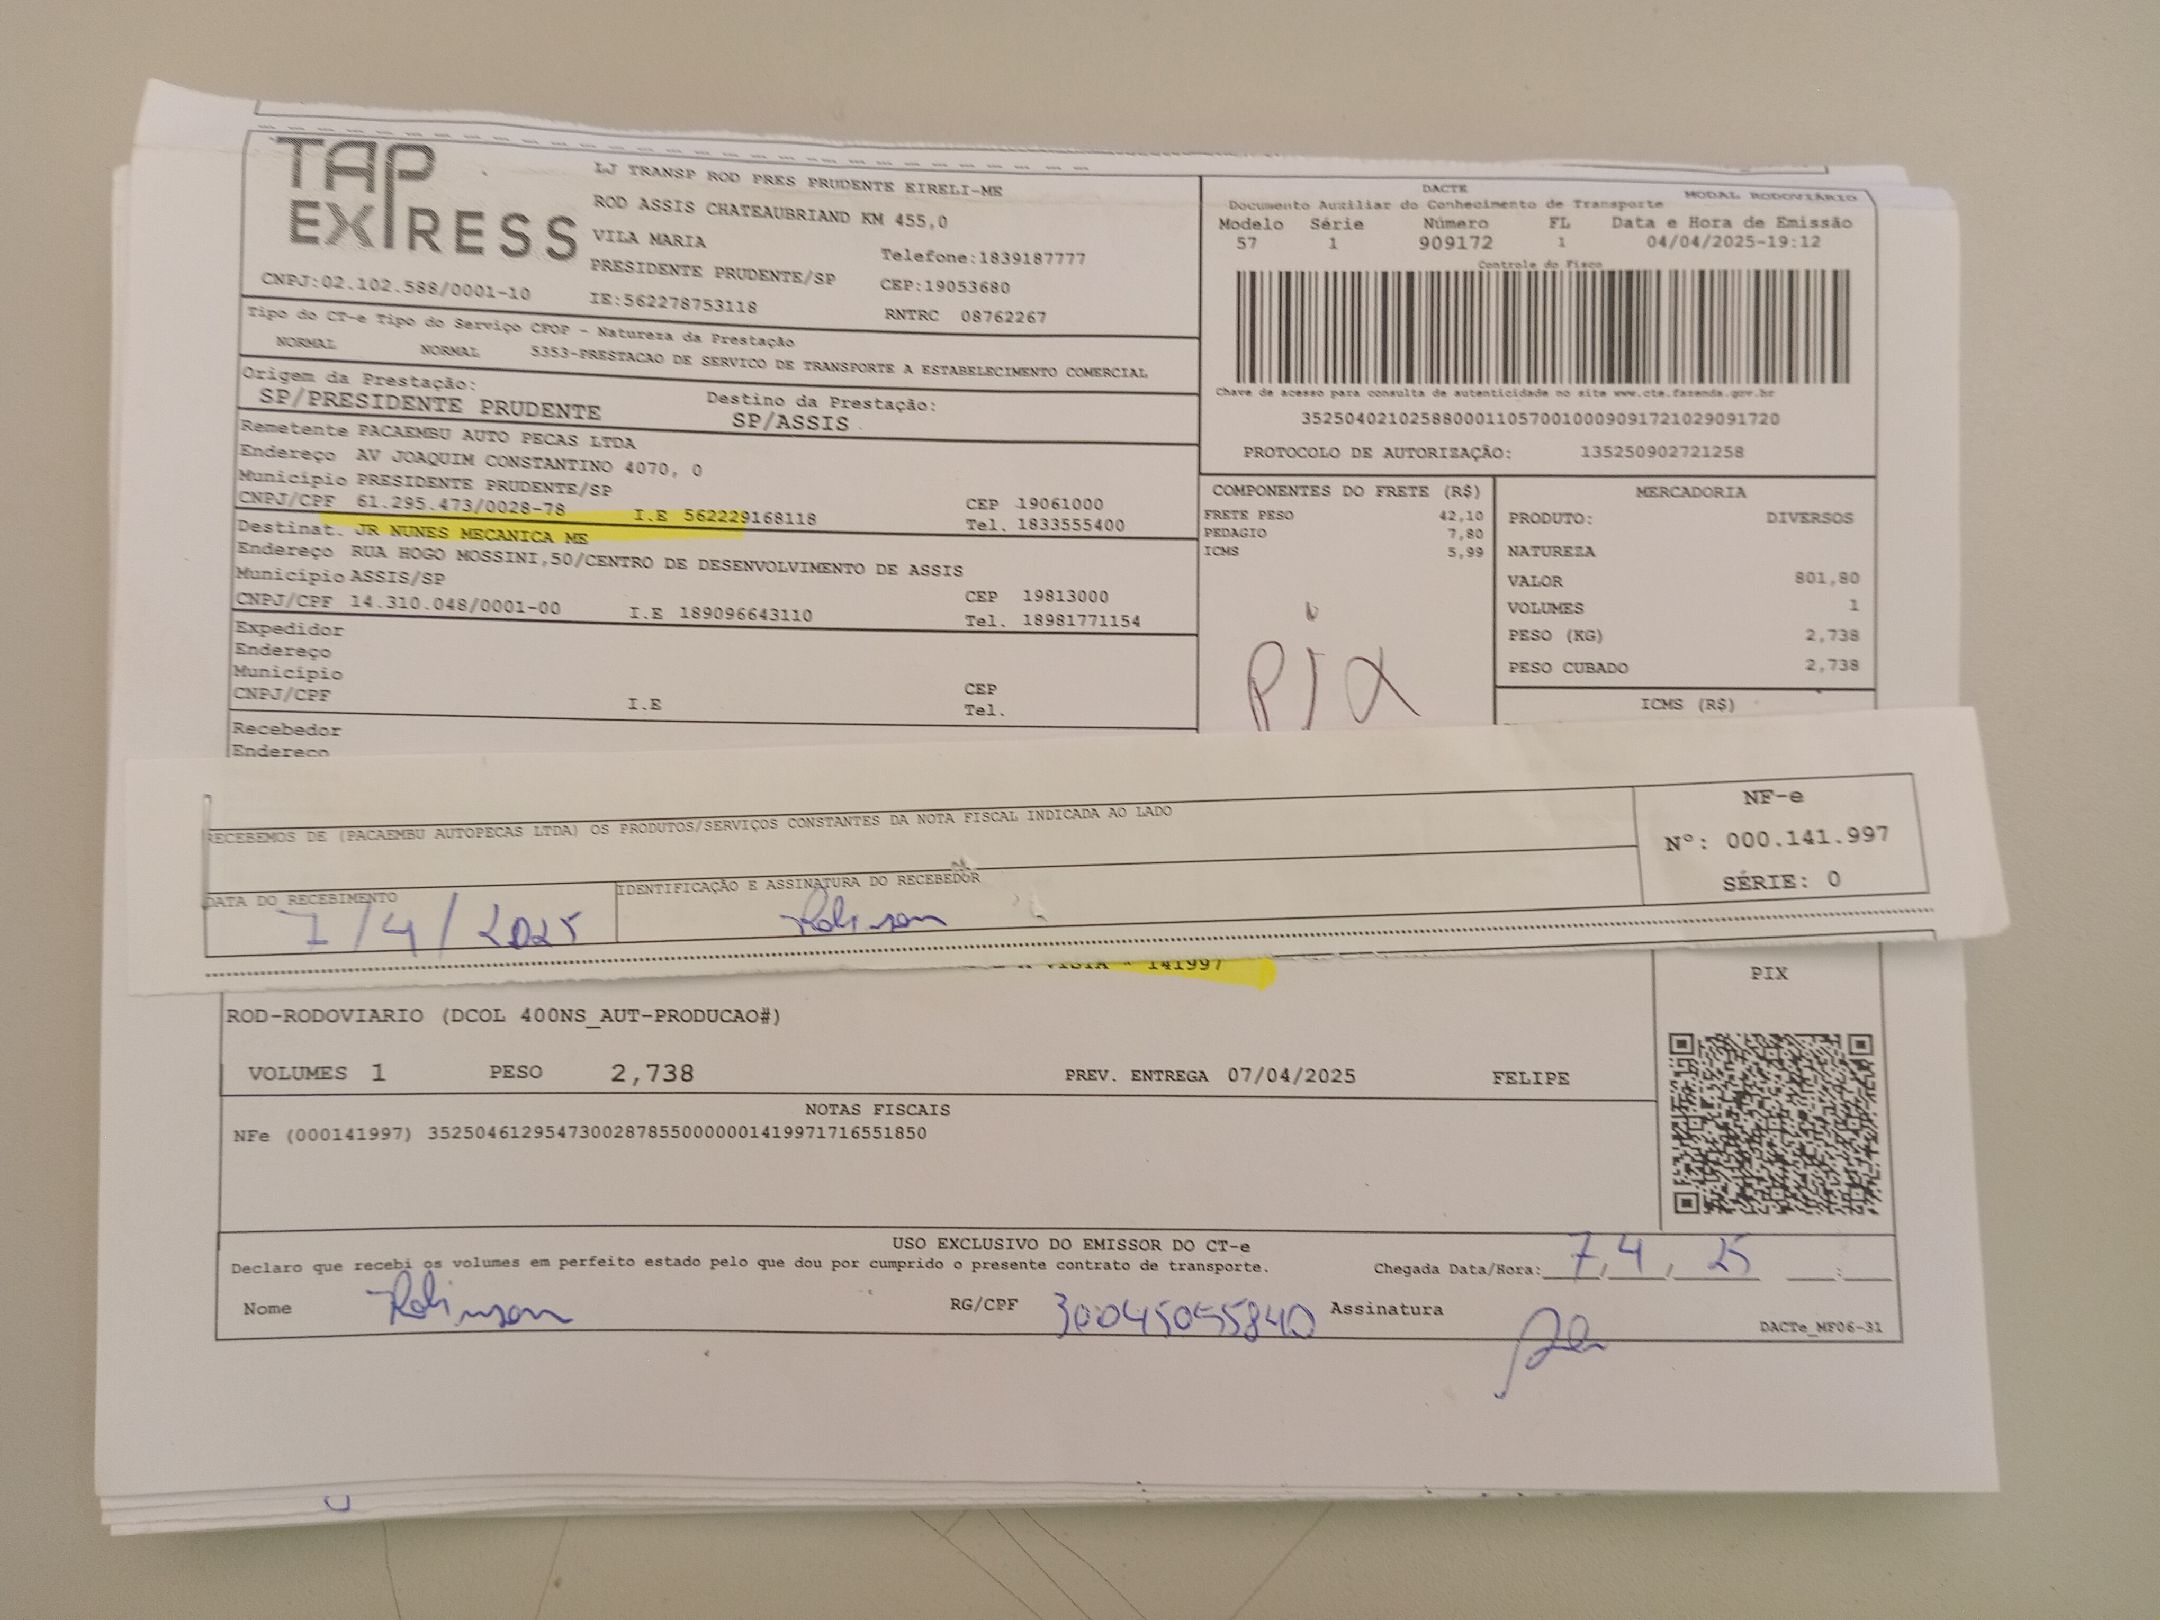 TAP EXPRESS
LJ TRANSP ROD PRES PRUDENTE EIRELI-ME
ROD ASSIS CHATEAUBRIAND KM 455,0
VILA MARIA
Telefone:1839187777
PRESIDENTE PRUDENTE/SP
CEP:19053680
CNPJ:02.102.588/0001-10
IE:562278753118
RNTRC 08762267
DACTE
MODAL RODOVIÁRIO
Documento Auxiliar do Conhecimento de Transporte
Modelo Série Número FL Data e Hora de Emissão
57 1 909172 1 04/04/2025-19:12
Controle do Fisco
Chave de acesso para consulta de autenticidade no site www.cte.fazenda.gov.br
35250402102588000110570010009091721029091720
PROTOCOLO DE AUTORIZAÇÃO: 135250902721258
Tipo do CT-e Tipo do Serviço CFOP - Natureza da Prestação
NORMAL NORMAL 5353-PRESTACAO DE SERVICO DE TRANSPORTE A ESTABELECIMENTO COMERCIAL
Origem da Prestação: Destino da Prestação:
SP/PRESIDENTE PRUDENTE SP/ASSIS
Remetente PACAEMBU AUTO PECAS LTDA
Endereço AV JOAQUIM CONSTANTINO 4070, 0
Município PRESIDENTE PRUDENTE/SP CEP 19061000
CNPJ/CPF 61.295.473/0028-78 I.E 562229168118 Tel. 1833555400
Destinat. JR NUNES MECANICA ME
Endereço RUA HOGO MOSSINI,50/CENTRO DE DESENVOLVIMENTO DE ASSIS
Município ASSIS/SP CEP 19813000
CNPJ/CPF 14.310.048/0001-00 I.E 189096643110 Tel. 18981771154
Expedidor
Endereço
Município CEP
CNPJ/CPF I.E Tel.
Recebedor
Endereço
COMPONENTES DO FRETE (R$)
FRETE PESO 42,10
PEDAGIO 7,80
ICMS 5,99
PIX
MERCADORIA
PRODUTO: DIVERSOS
NATUREZA
VALOR 801,80
VOLUMES 1
PESO (KG) 2,738
PESO CUBADO 2,738
ICMS (R$)
RECEBEMOS DE (PACAEMBU AUTOPECAS LTDA) OS PRODUTOS/SERVIÇOS CONSTANTES DA NOTA FISCAL INDICADA AO LADO
NF-e
Nº: 000.141.997
SÉRIE: 0
DATA DO RECEBIMENTO
7/4/2025
IDENTIFICAÇÃO E ASSINATURA DO RECEBEDOR
Robinson
A VISTA - 141997
PIX
ROD-RODOVIARIO (DCOL 400NS_AUT-PRODUCAO#)
VOLUMES 1 PESO 2,738 PREV. ENTREGA 07/04/2025 FELIPE
NOTAS FISCAIS
NFe (000141997) 35250461295473002878550000001419971716551850
USO EXCLUSIVO DO EMISSOR DO CT-e
Declaro que recebi os volumes em perfeito estado pelo que dou por cumprido o presente contrato de transporte.
Chegada Data/Hora: 7, 4, 25
Nome Robinson RG/CPF 30045055840 Assinatura
DACTe_MF06-31